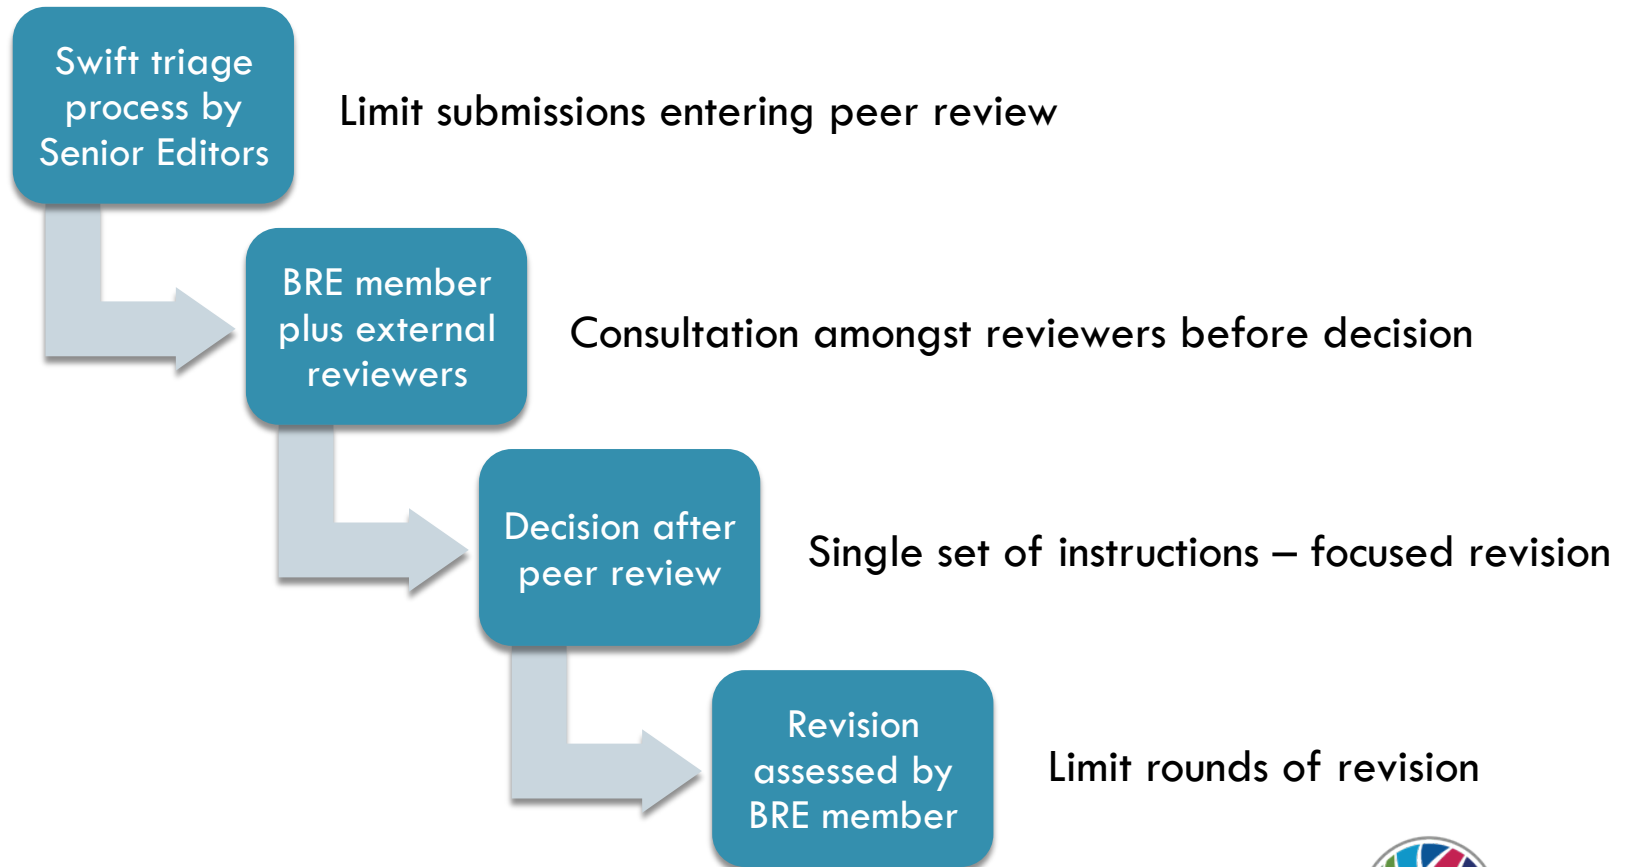 Swift triage
process by
Senior Editors
Limit submissions entering peer review
BRE member
plus external
reviewers
Consultation amongst reviewers before decision
Decision after
peer review
Single set of instructions – focused revision
Revision
assessed by
BRE member
Limit rounds of revision